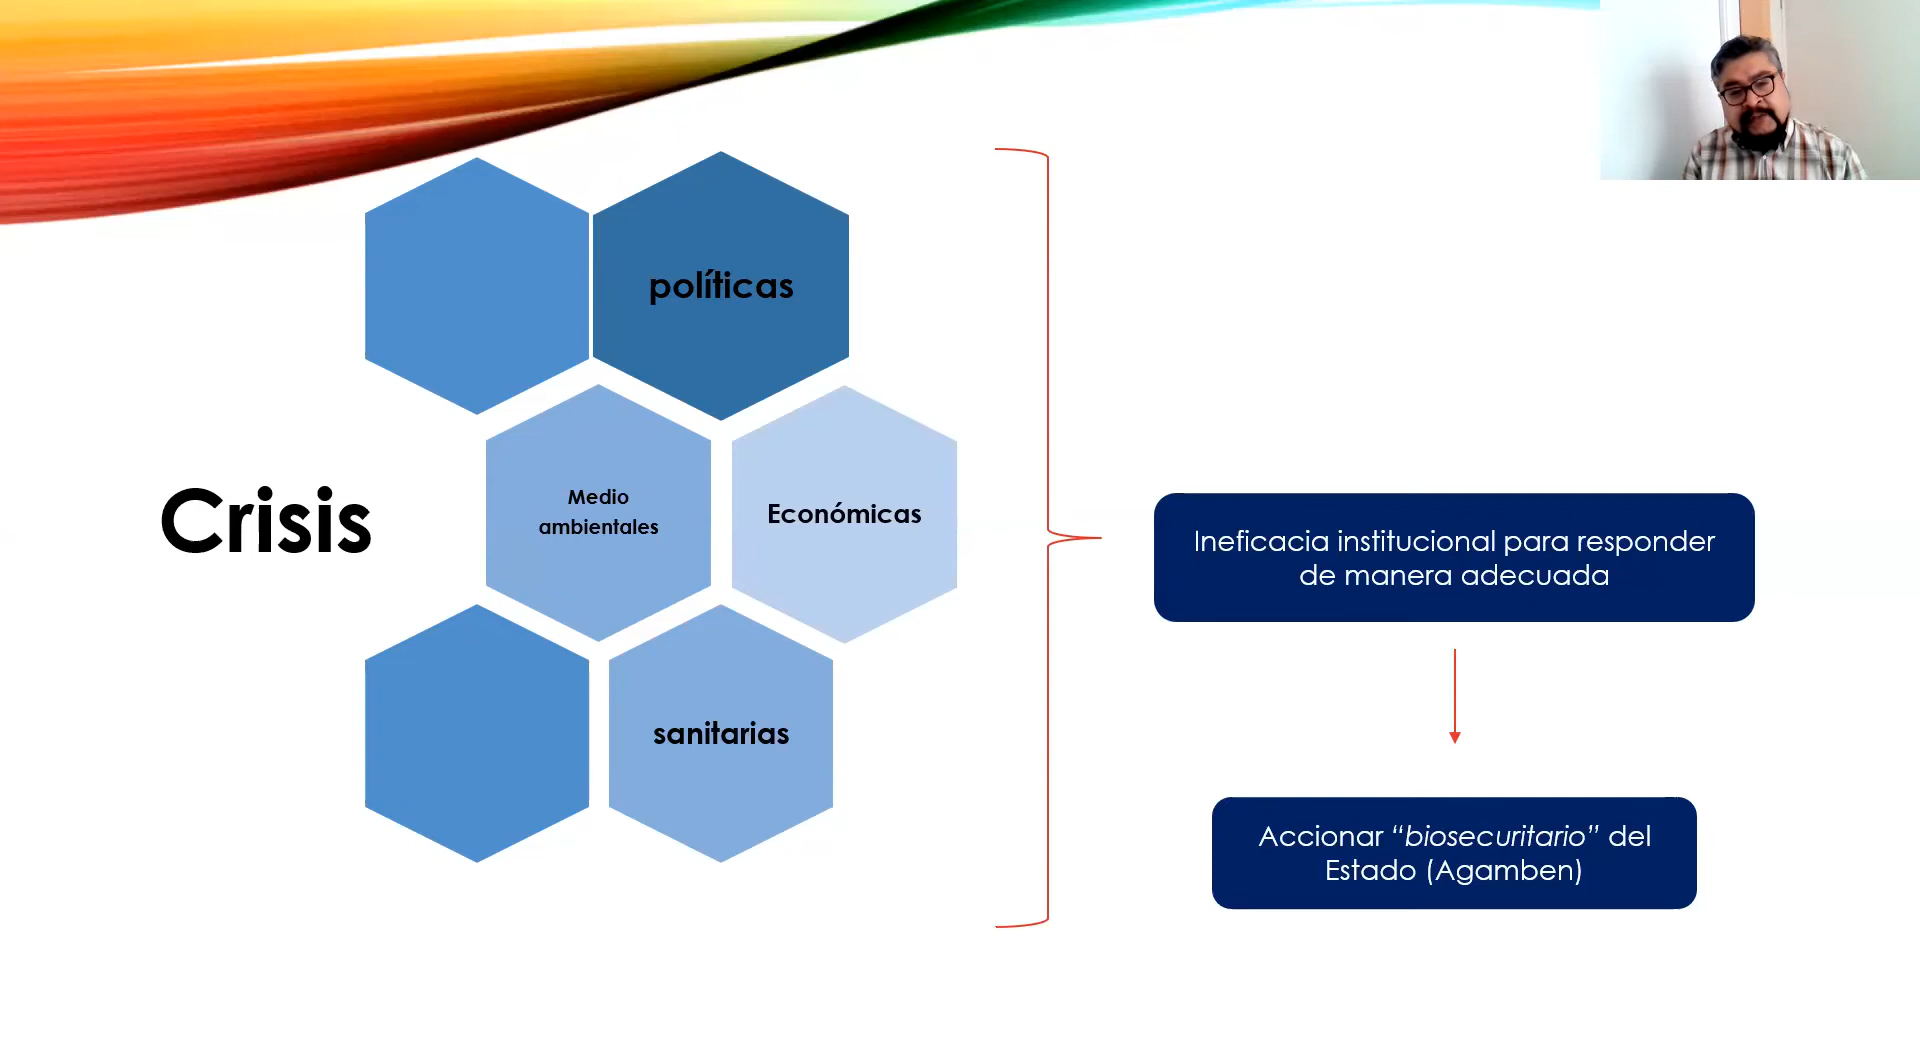 políticas
Medio
ambientales
Económicas
Crisis
sanitarias
Ineficacia institucional para responder
de manera adecuada
Accionar “biosecuritario” del
Estado (Agamben)